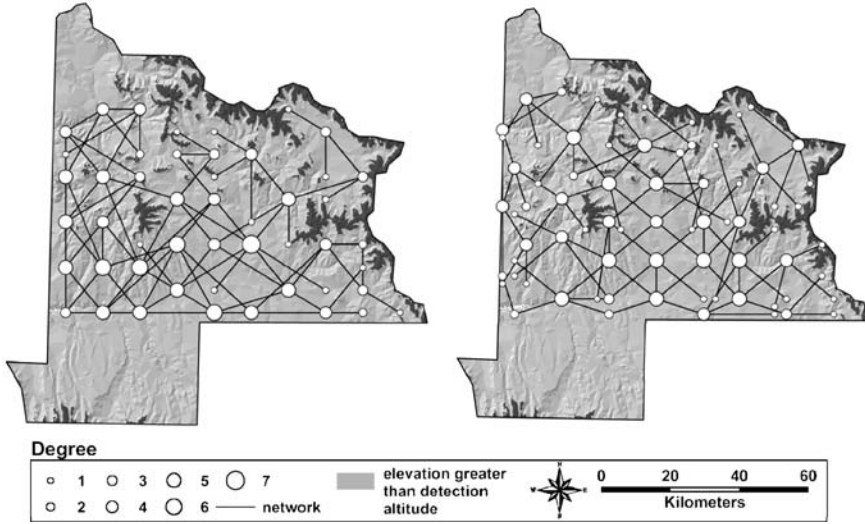 Degree
1 3 5 7
2 4 6 network
elevation greater
than detection
altitude
N
W E
S
0 20 40 60
Kilometers